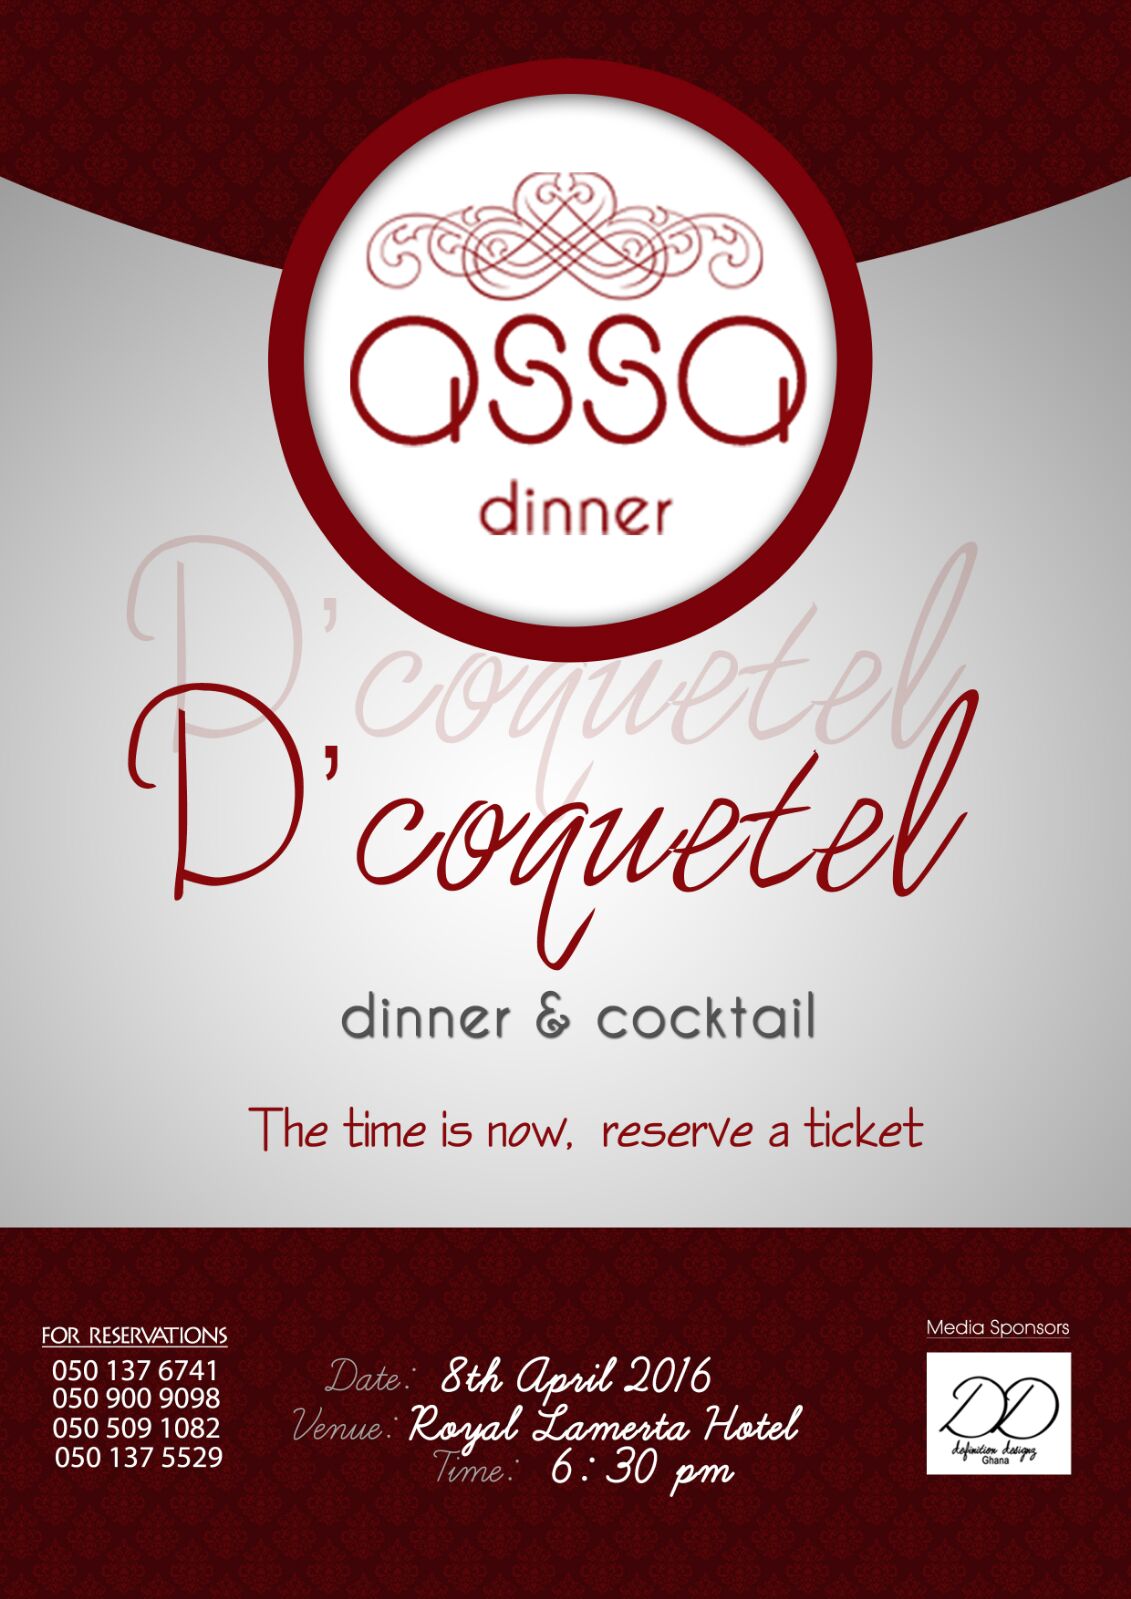 assa
dinner
D'coquetel
D'coquetel
dinner & cocktail
The time is now, reserve a ticket
FOR RESERVATIONS
050 137 6741
050 900 9098
050 509 1082
050 137 5529
Date: 8th April 2016
Venue: Royal Lamerta Hotel
Time: 6:30 pm
Media Sponsors
DD
definition designz
Ghana